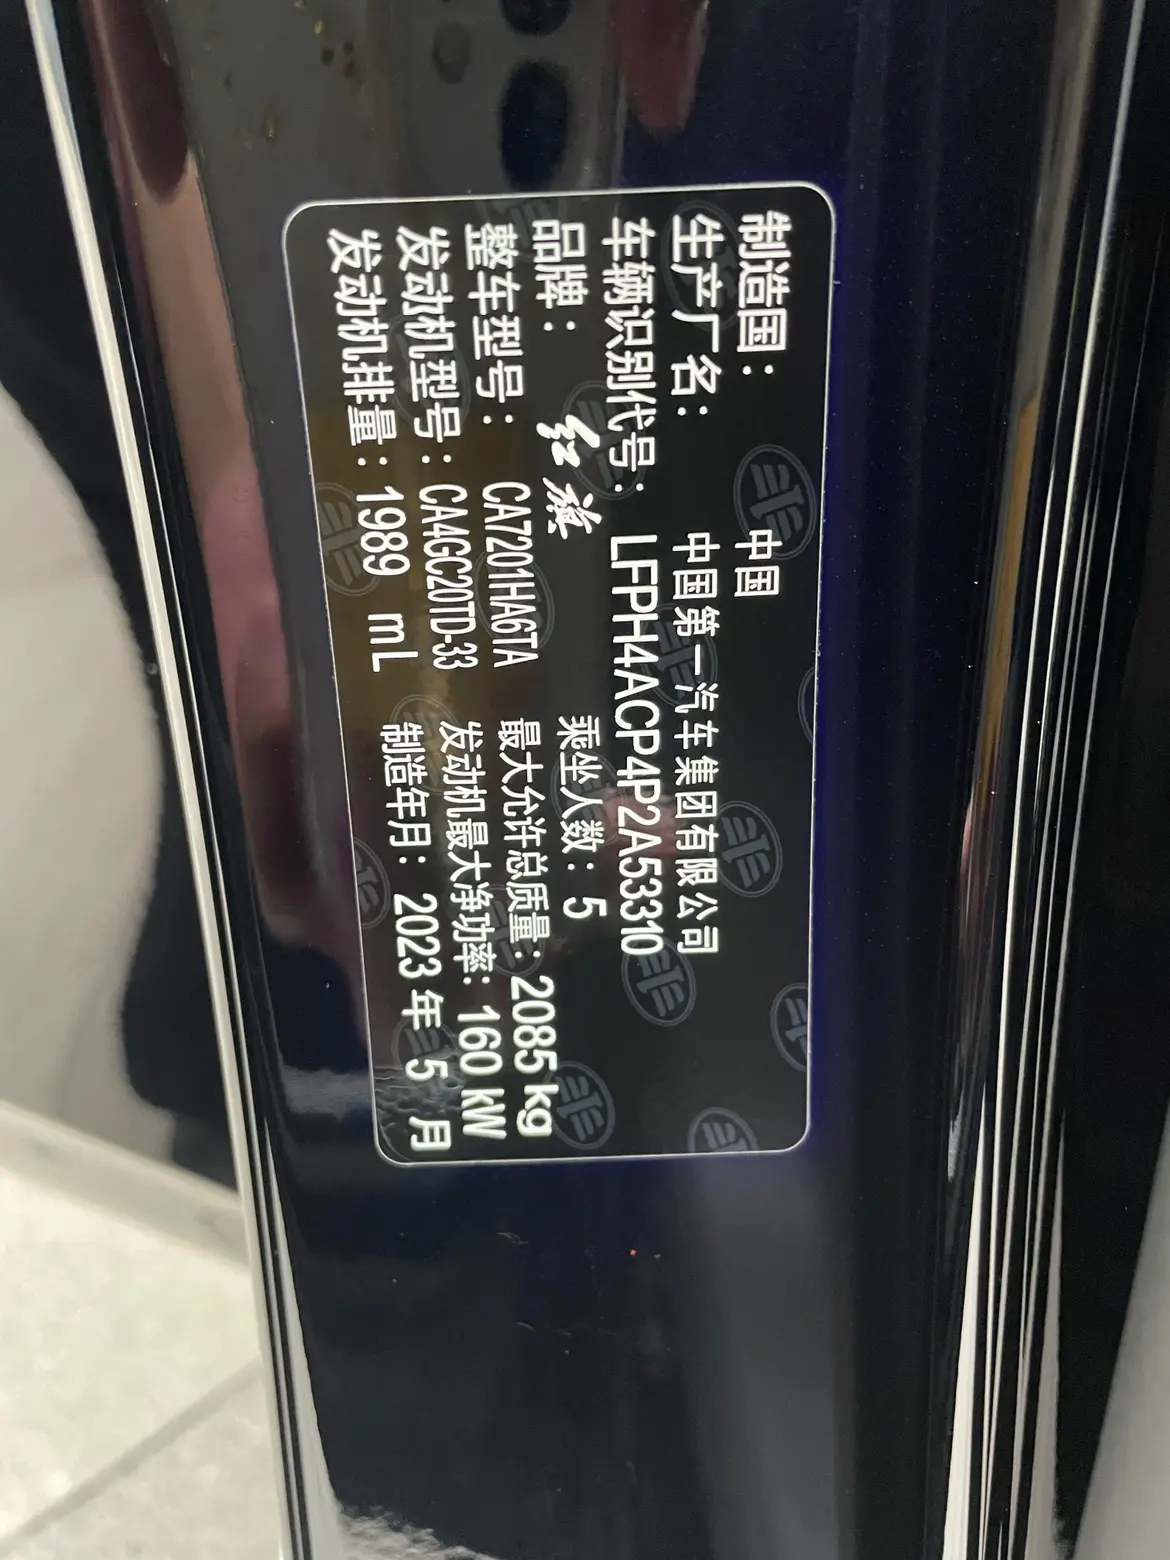 制造国： 中国
生产厂名： 中国第一汽车集团有限公司
车辆识别代号： LFPH4ACP4P2A53310
品牌： 红旗 乘坐人数：5
整车型号： CA7201HA6TA 最大允许总质量：2085 kg
发动机型号：CA4GC20TD-33 发动机最大净功率：160 kW
发动机排量：1989 mL 制造年月：2023 年 5 月